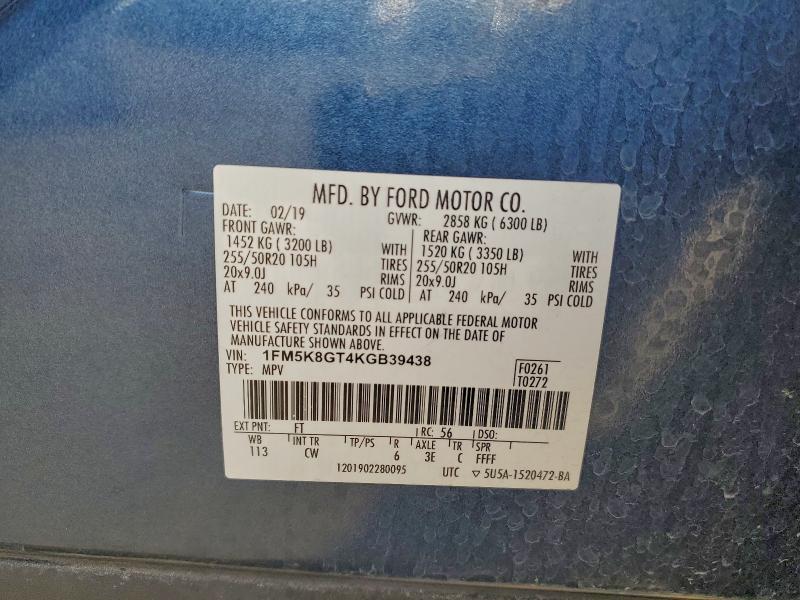 MFD. BY FORD MOTOR CO.
DATE: 02/19 GVWR: 2858 KG ( 6300 LB)
FRONT GAWR: REAR GAWR:
1452 KG ( 3200 LB) WITH 1520 KG ( 3350 LB) WITH
255/50R20 105H TIRES 255/50R20 105H TIRES
20x9.0J RIMS 20x9.0J RIMS
AT 240 kPa/ 35 PSI COLD AT 240 kPa/ 35 PSI COLD
THIS VEHICLE CONFORMS TO ALL APPLICABLE FEDERAL MOTOR
VEHICLE SAFETY STANDARDS IN EFFECT ON THE DATE OF
MANUFACTURE SHOWN ABOVE.
VIN: 1FM5K8GT4KGB39438 F0261
TYPE: MPV T0272
EXT PNT: FT RC: 56 DSO:
WB INT TR TP/PS R AXLE TR SPR
113 CW 6 3E C FFFF
1201902280095 UTC ▽ 5U5A-1520472-BA